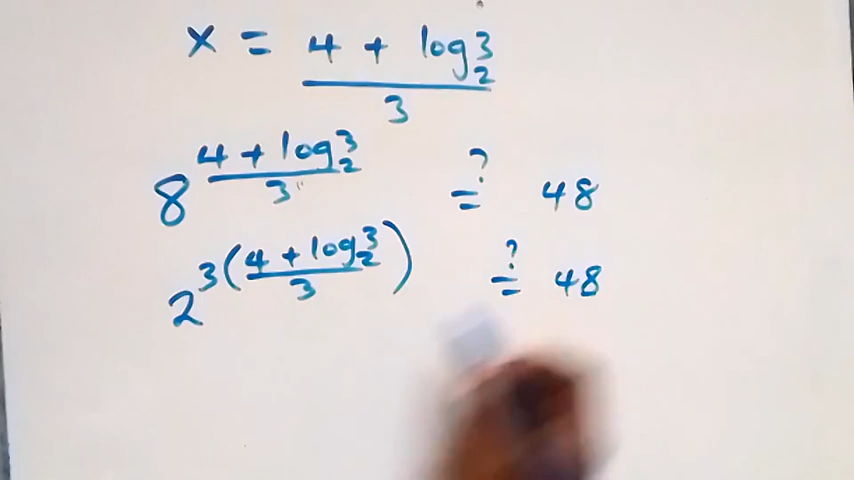 x = (4 + log₂3)/3
8^((4 + log₂3)/3) =? 48
2^(3((4 + log₂3)/3)) =? 48